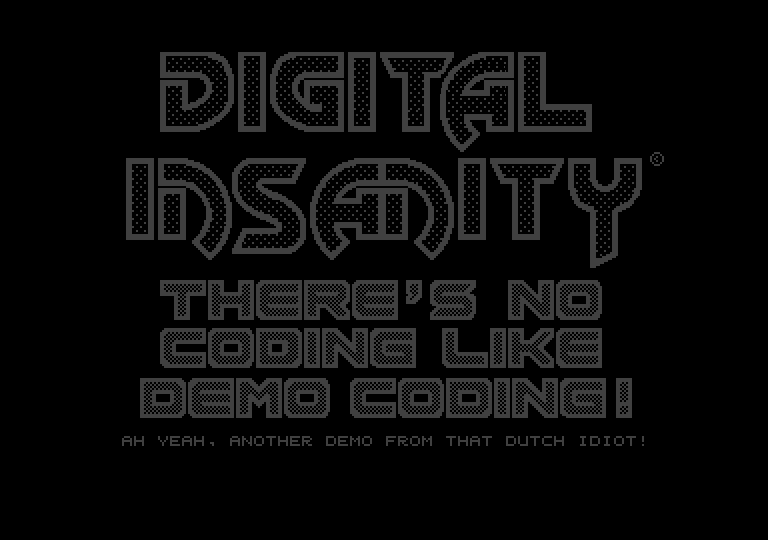 DIGITAL
INSANITY©
THERE'S NO
CODING LIKE
DEMO CODING!
AH YEAH, ANOTHER DEMO FROM THAT DUTCH IDIOT!